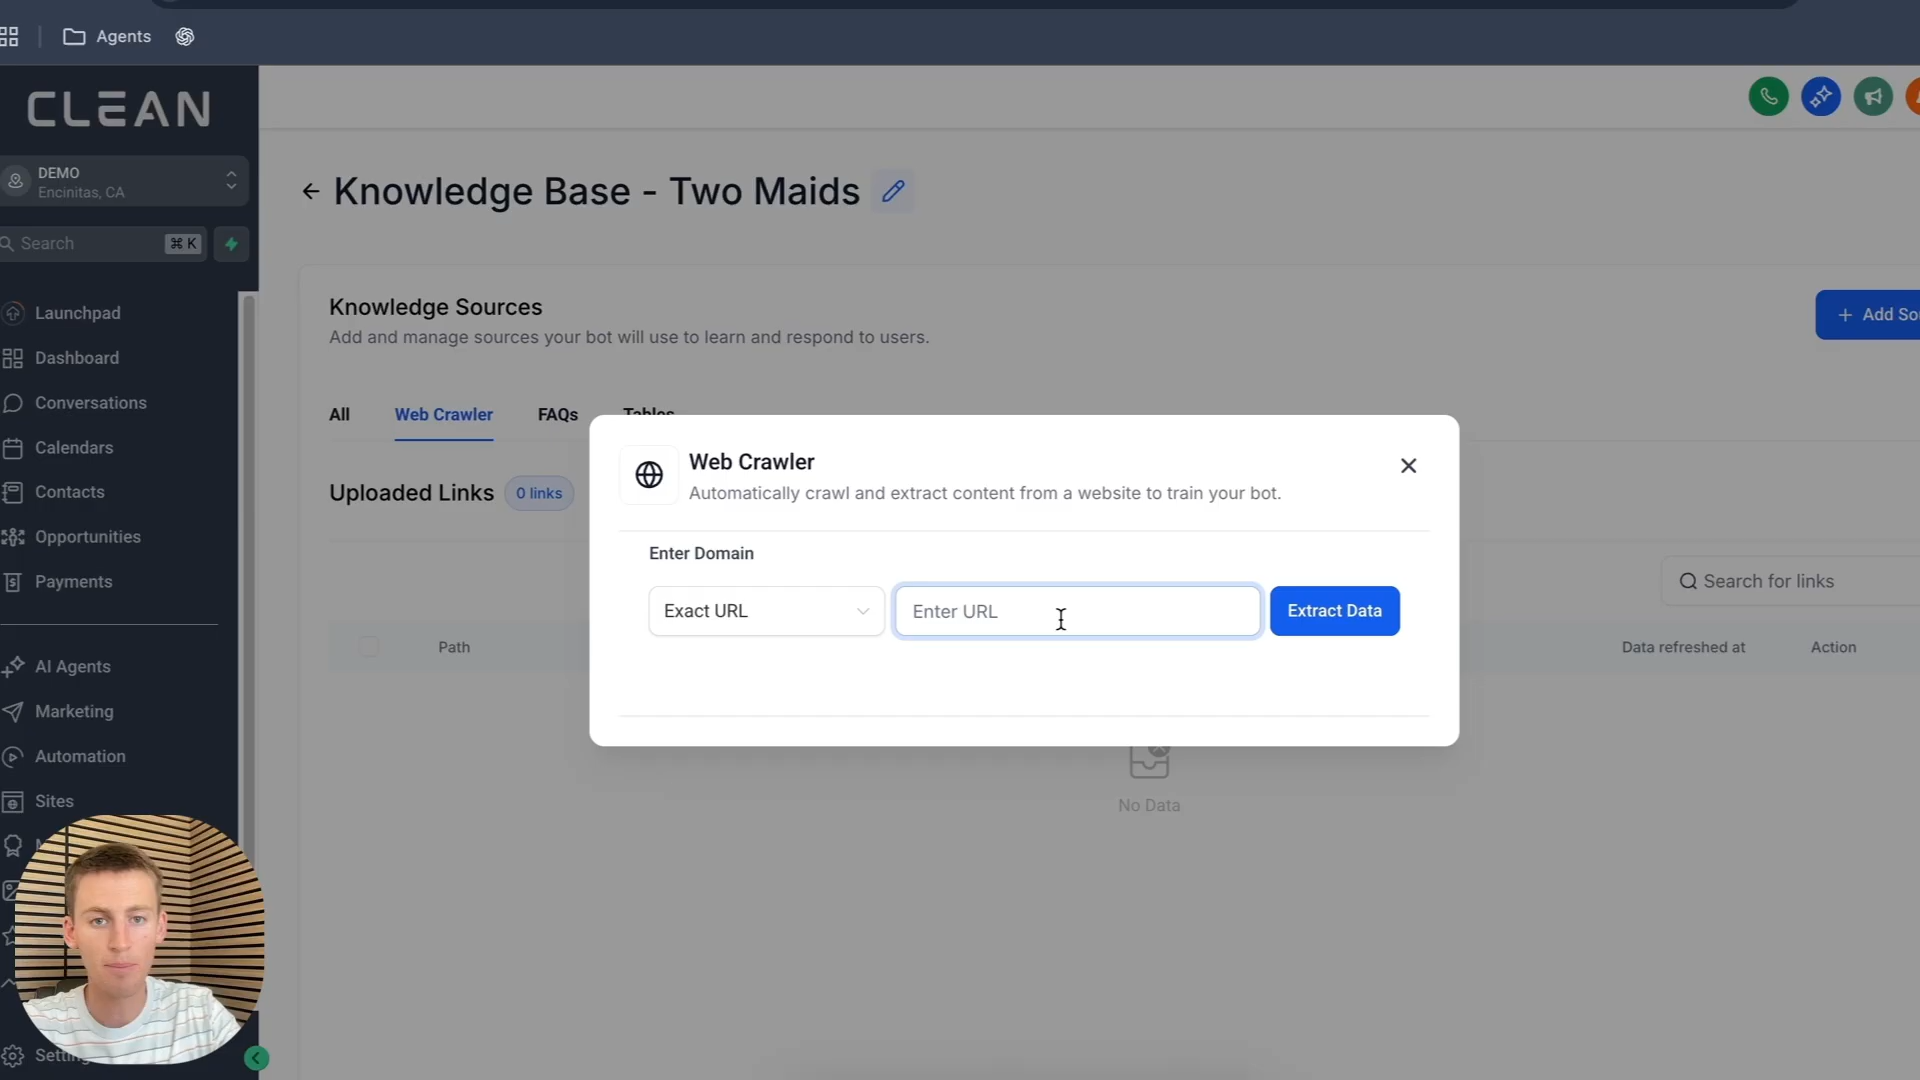 Agents
CLEAN
DEMO
Encinitas, CA
Search
⌘ K
Launchpad
Dashboard
Conversations
Calendars
Contacts
Opportunities
Payments
AI Agents
Marketing
Automation
Sites
Knowledge Base - Two Maids
Knowledge Sources
Add and manage sources your bot will use to learn and respond to users.
+ Add
All
Web Crawler
FAQs
Tables
Uploaded Links
0 links
Search for links
Path
Data refreshed at
Action
No Data
Web Crawler
Automatically crawl and extract content from a website to train your bot.
Enter Domain
Exact URL
Enter URL
Extract Data